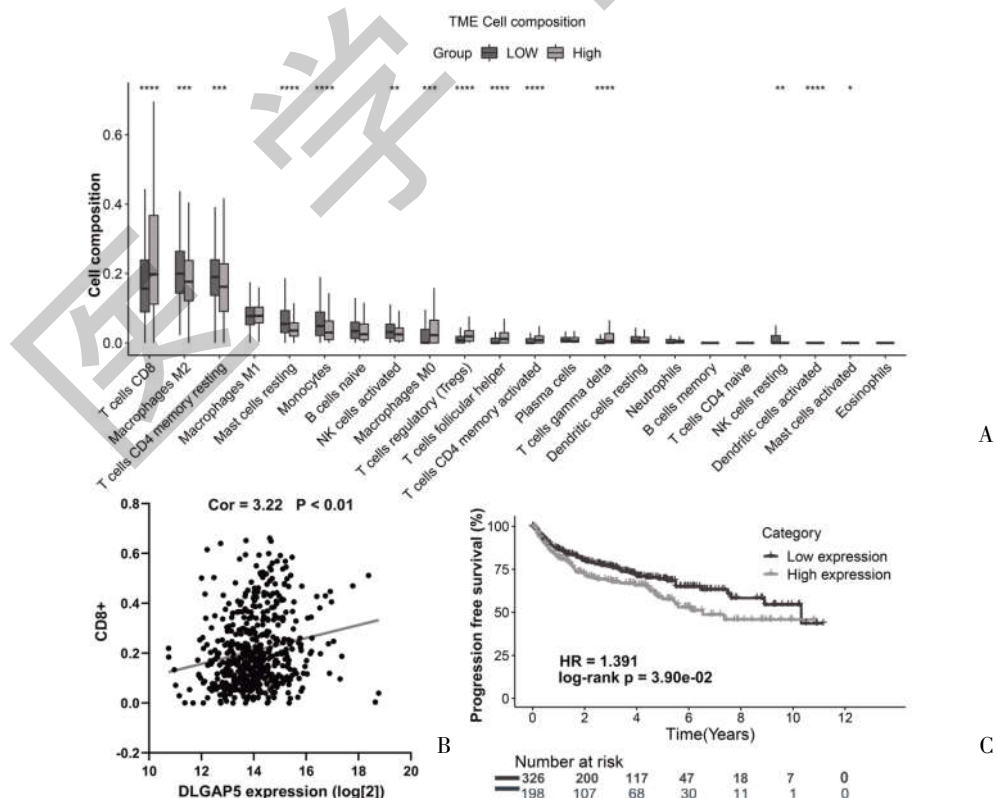 TME Cell composition
Group LOW High
**** *** *** **** **** ** *** **** **** **** **** ** **** *
Cell composition
0.6
0.4
0.2
0.0
T cells CD8
Macrophages M2
T cells CD4 memory resting
Macrophages M1
Mast cells resting
Monocytes
B cells naive
NK cells activated
Macrophages M0
T cells regulatory (Tregs)
T cells follicular helper
T cells CD4 memory activated
Plasma cells
T cells gamma delta
Dendritic cells resting
Neutrophils
B cells memory
T cells CD4 naive
NK cells resting
Dendritic cells activated
Mast cells activated
Eosinophils
A
Cor = 3.22 P < 0.01
CD8+
0.8
0.6
0.4
0.2
0.0
-0.2
10 12 14 16 18 20
DLGAP5 expression (log[2])
B
Progression free survival (%)
100
75
50
25
0
Category
Low expression
High expression
HR = 1.391
log-rank p = 3.90e-02
0 2 4 6 8 10 12
Time(Years)
C
Number at risk
326 200 117 47 18 7 0
198 107 68 30 11 1 0
医学